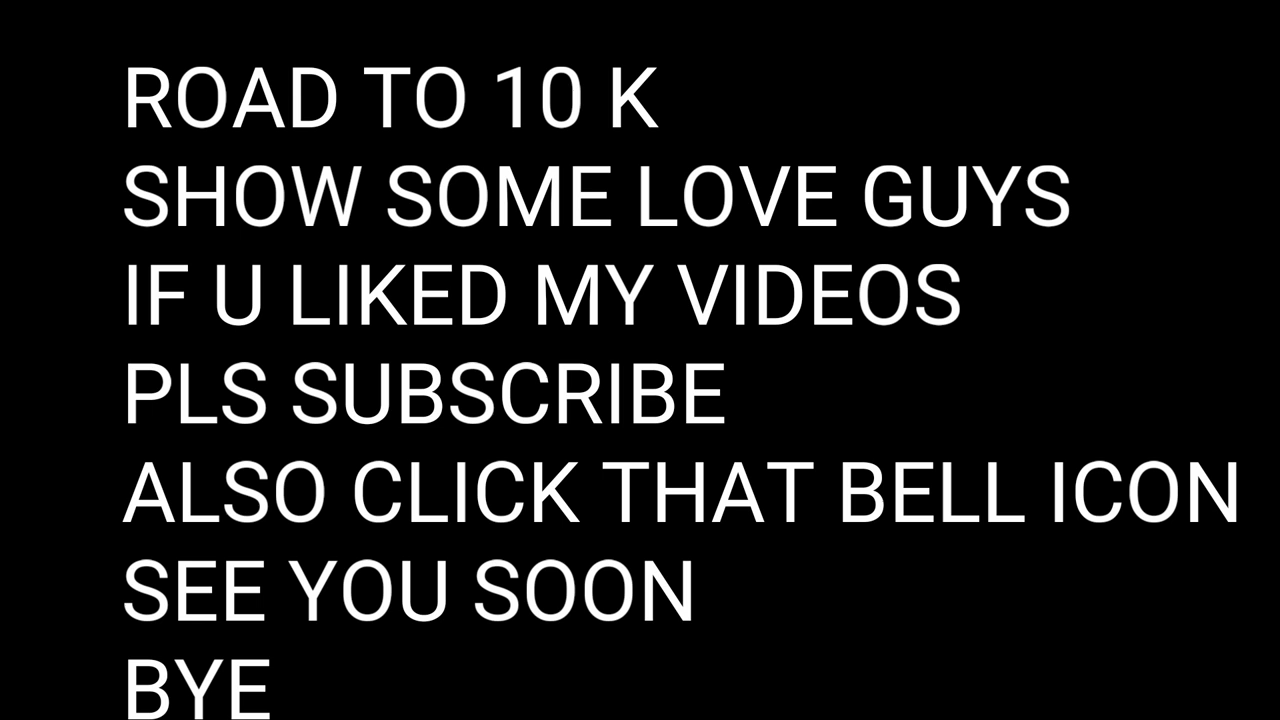 ROAD TO 10 K
SHOW SOME LOVE GUYS
IF U LIKED MY VIDEOS
PLS SUBSCRIBE
ALSO CLICK THAT BELL ICON
SEE YOU SOON
BYE